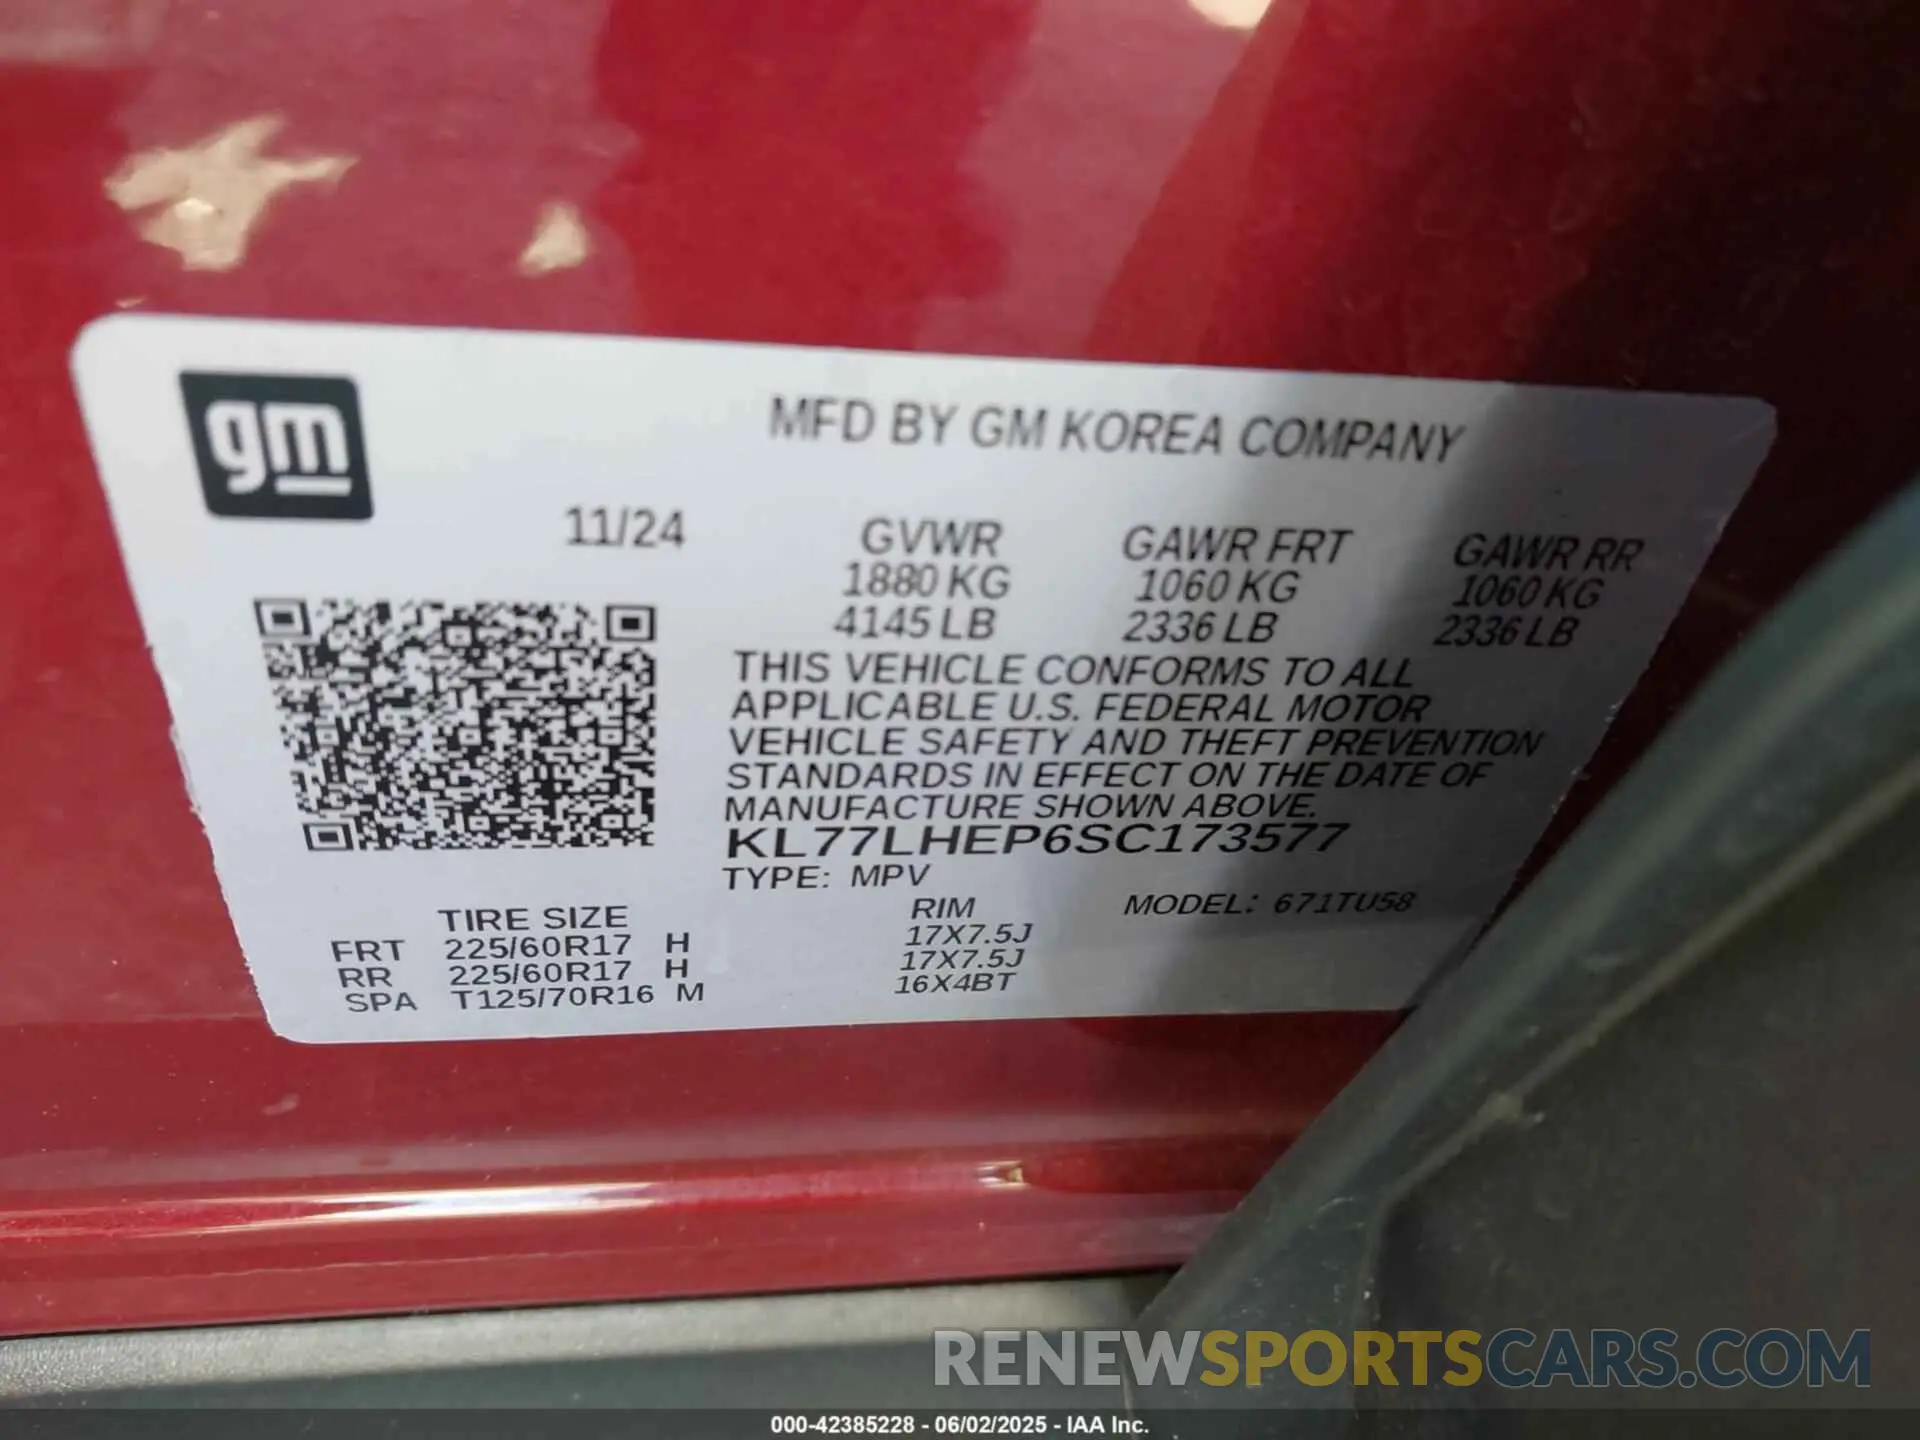 gm
MFD BY GM KOREA COMPANY
11/24
GVWR GAWR FRT GAWR RR
1880 KG 1060 KG 1060 KG
4145 LB 2336 LB 2336 LB
THIS VEHICLE CONFORMS TO ALL
APPLICABLE U.S. FEDERAL MOTOR
VEHICLE SAFETY AND THEFT PREVENTION
STANDARDS IN EFFECT ON THE DATE OF
MANUFACTURE SHOWN ABOVE.
KL77LHEP6SC173577
TYPE: MPV MODEL: 671TU58
TIRE SIZE RIM
FRT 225/60R17 H 17X7.5J
RR 225/60R17 H 17X7.5J
SPA T125/70R16 M 16X4BT
RENEWSPORTSCARS.COM
000-42385228 - 06/02/2025 - IAA Inc.